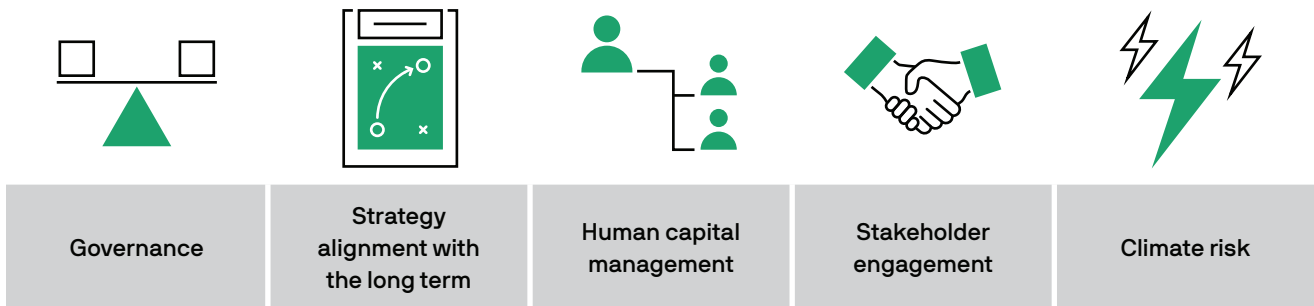 Governance
Strategy
alignment with
the long term
Human capital
management
Stakeholder
engagement
Climate risk